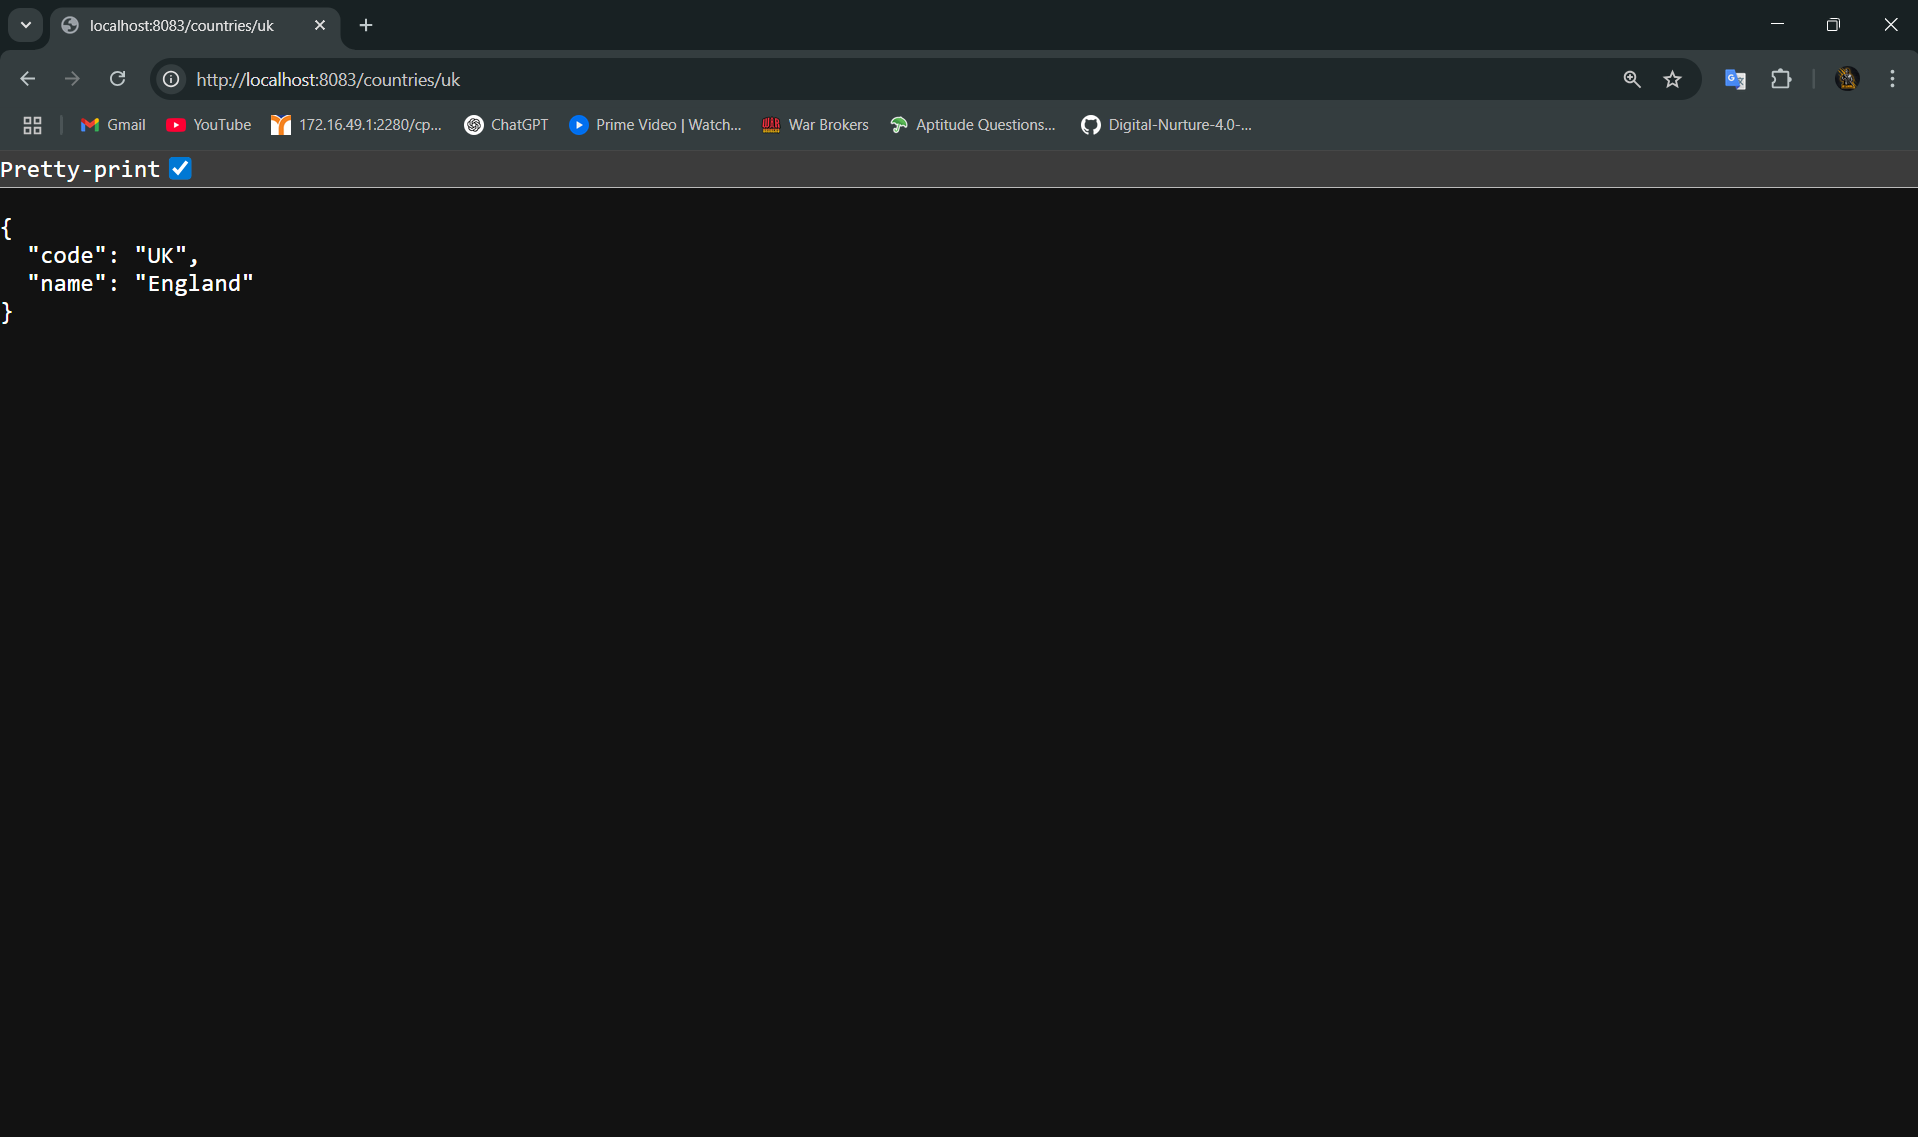 localhost:8083/countries/uk
http://localhost:8083/countries/uk
Gmail YouTube 172.16.49.1:2280/cp... ChatGPT Prime Video | Watch... War Brokers Aptitude Questions... Digital-Nurture-4.0-...
Pretty-print
{
"code": "UK",
"name": "England"
}